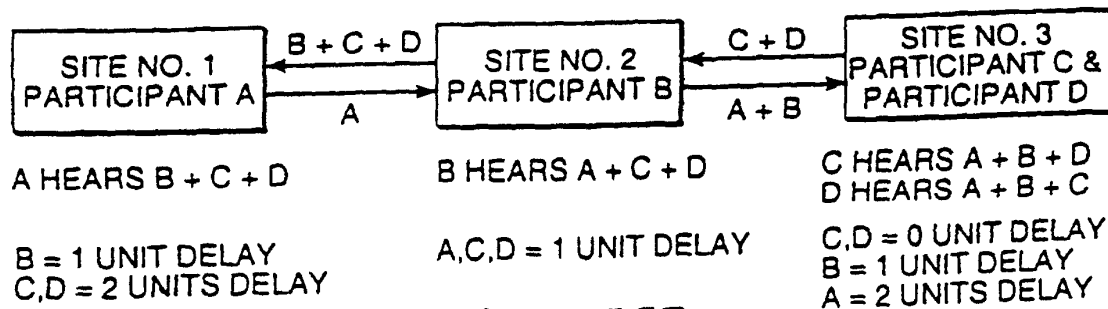 SITE NO. 1
PARTICIPANT A
B + C + D
A
SITE NO. 2
PARTICIPANT B
C + D
A + B
SITE NO. 3
PARTICIPANT C &
PARTICIPANT D
A HEARS B + C + D
B = 1 UNIT DELAY
C,D = 2 UNITS DELAY
B HEARS A + C + D
A,C,D = 1 UNIT DELAY
C HEARS A + B + D
D HEARS A + B + C
C,D = 0 UNIT DELAY
B = 1 UNIT DELAY
A = 2 UNITS DELAY